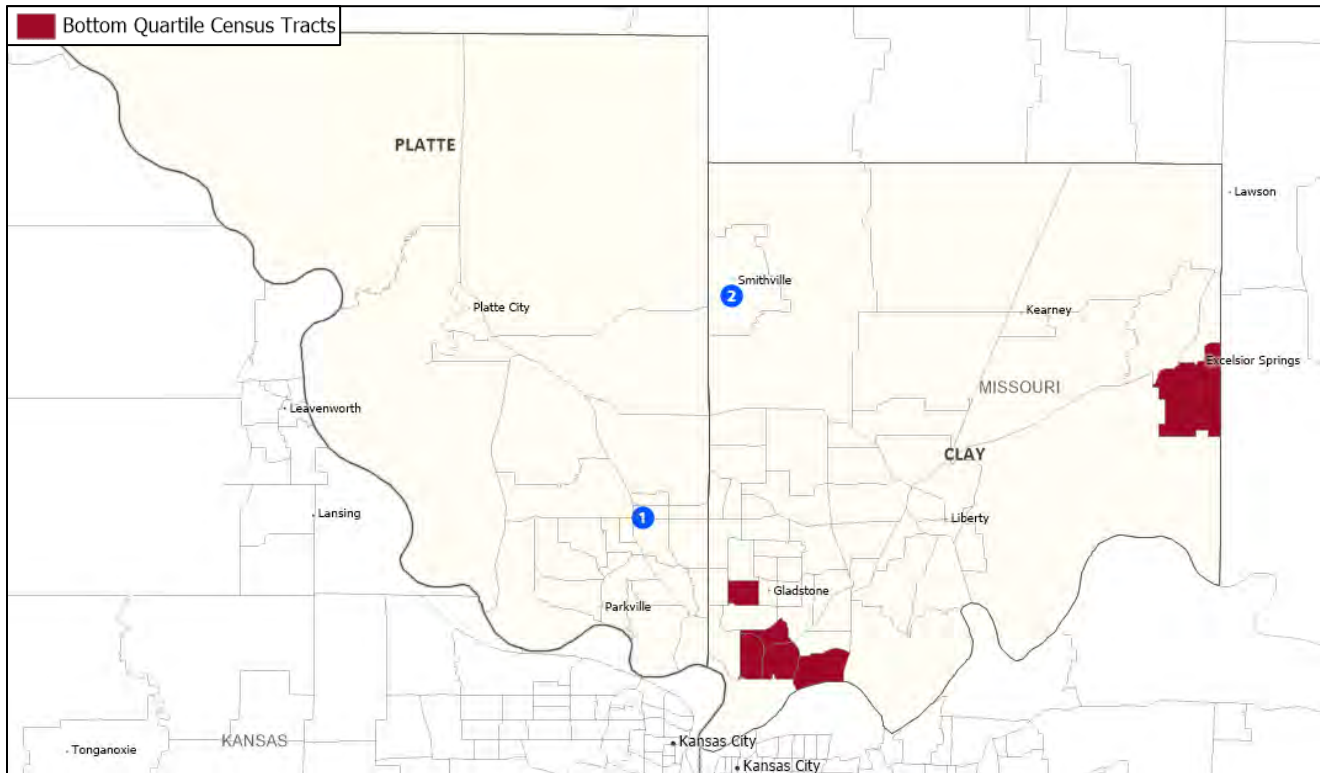 Bottom Quartile Census Tracts
PLATTE
Lawson
Smithville
2
Platte City
Kearney
Excelsior Springs
MISSOURI
Leavenworth
CLAY
Lansing
1
Liberty
Gladstone
Parkville
KANSAS
Tonganoxie
Kansas City
Kansas City